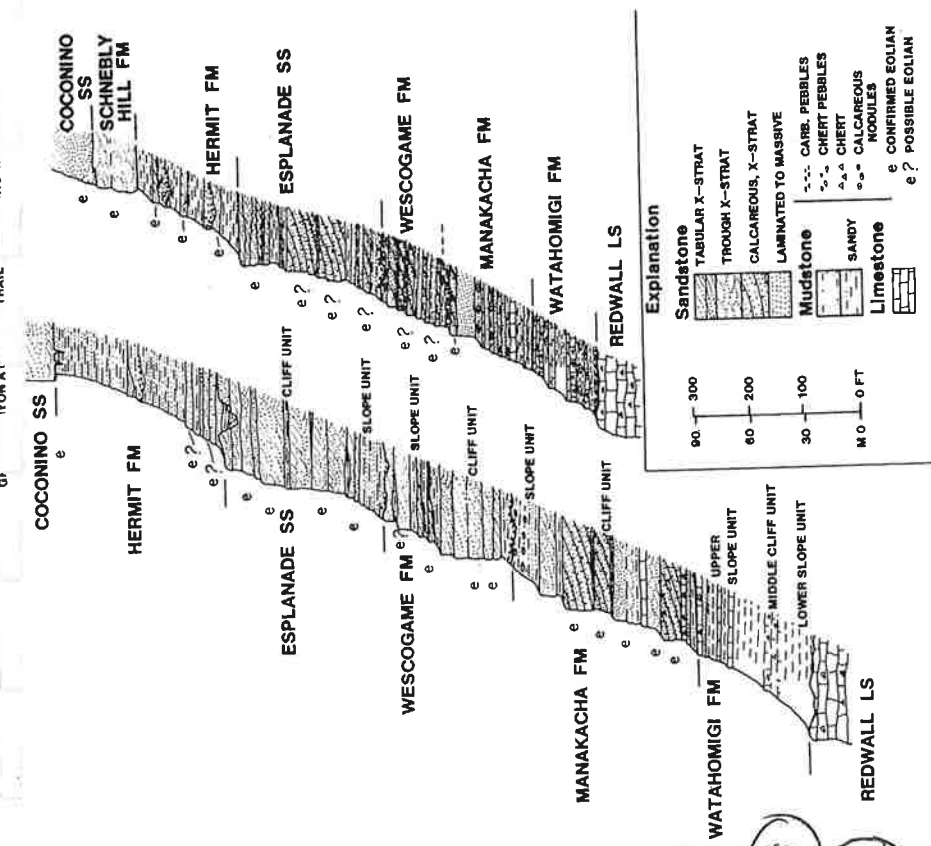 COCONINO SS
e
HERMIT FM
e?
e?
e
e
e
e
ESPLANADE SS
CLIFF UNIT
SLOPE UNIT
WESCOGAME FM
e?
e
e
e
SLOPE UNIT
CLIFF UNIT
MANAKACHA FM
SLOPE UNIT
CLIFF UNIT
e
e
e
e
e
WATAHOMIGI FM
UPPER
SLOPE UNIT
MIDDLE CLIFF UNIT
LOWER SLOPE UNIT
REDWALL LS
COCONINO
SS
SCHNEBLY
HILL FM
e
e
e
e
e
HERMIT FM
ESPLANADE SS
e
e?
e?
e?
WESCOGAME FM
e?
e?
e
MANAKACHA FM
WATAHOMIGI FM
REDWALL LS
Explanation
90 300
60 200
30 100
M 0 0 FT
Sandstone
TABULAR X-STRAT
TROUGH X-STRAT
CALCAREOUS, X-STRAT
LAMINATED TO MASSIVE
Mudstone
SANDY
Limestone
CARB. PEBBLES
CHERT PEBBLES
CHERT
CALCAREOUS
NODULES
e CONFIRMED EOLIAN
e? POSSIBLE EOLIAN